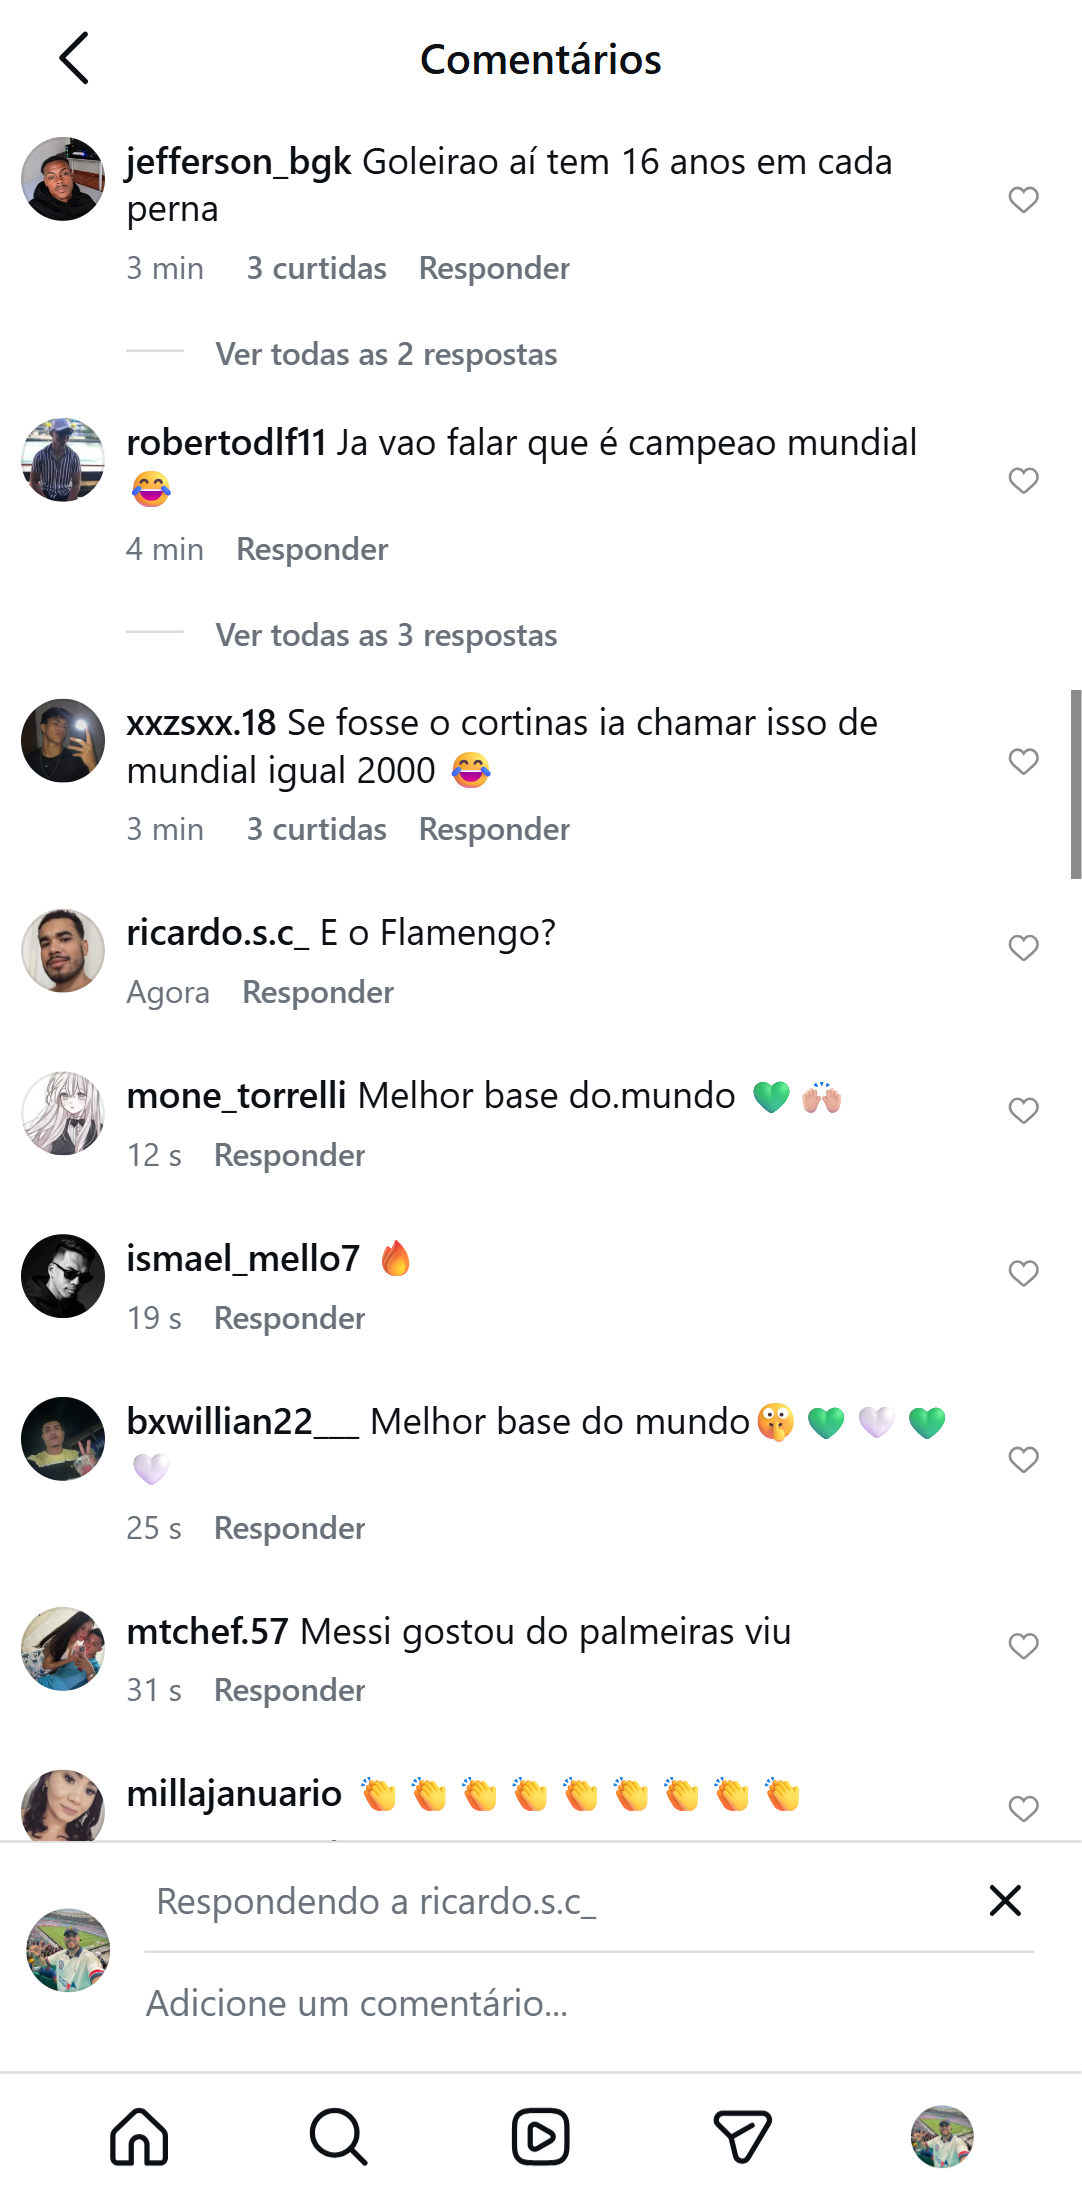 Comentários
jefferson_bgk Goleirao aí tem 16 anos em cada
perna
3 min 3 curtidas Responder
Ver todas as 2 respostas
robertodlf11 Ja vao falar que é campeao mundial
😂
4 min Responder
Ver todas as 3 respostas
xxzsxx.18 Se fosse o cortinas ia chamar isso de
mundial igual 2000 😂
3 min 3 curtidas Responder
ricardo.s.c_ E o Flamengo?
Agora Responder
mone_torrelli Melhor base do.mundo 💚 🙌🏼
12 s Responder
ismael_mello7 🔥
19 s Responder
bxwillian22___ Melhor base do mundo🤫 💚 🤍 💚
🤍
25 s Responder
mtchef.57 Messi gostou do palmeiras viu
31 s Responder
millajanuario 👏 👏 👏 👏 👏 👏 👏 👏 👏
Respondendo a ricardo.s.c_
Adicione um comentário...